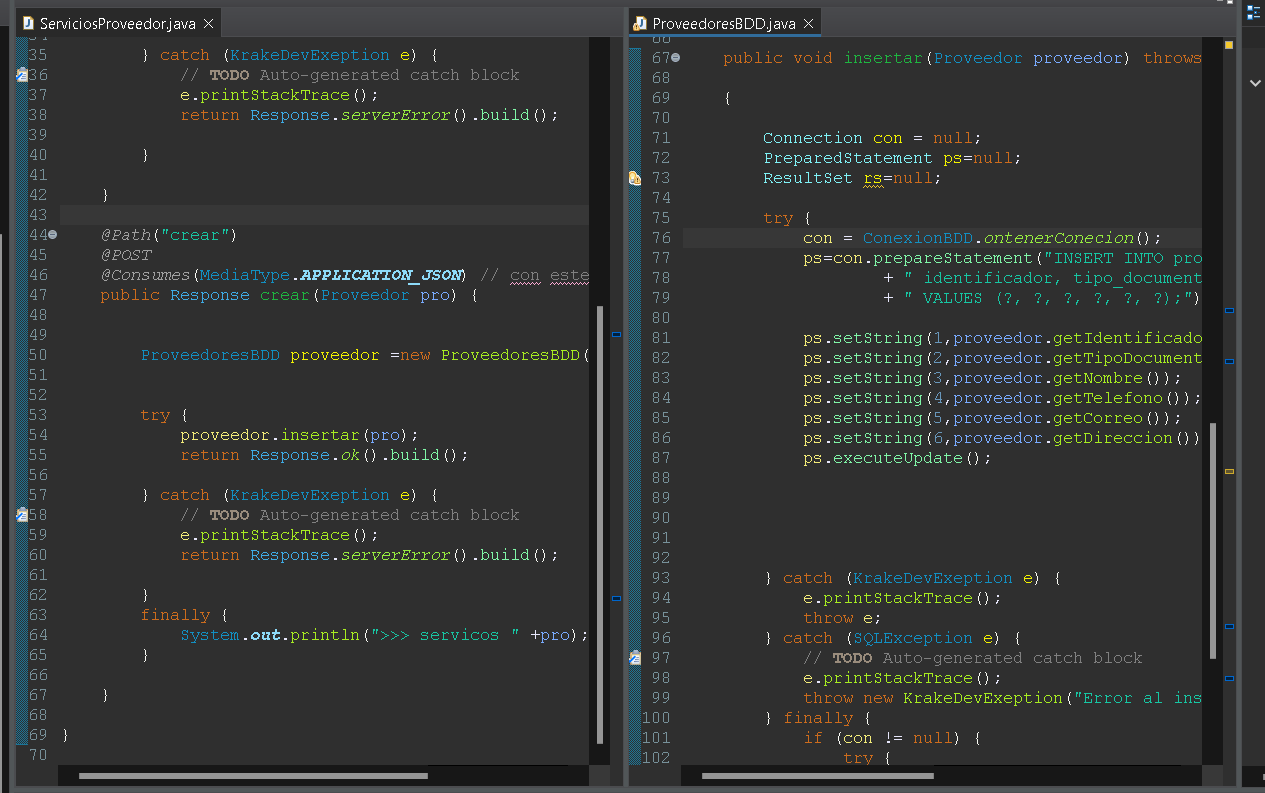 ServiciosProveedor.java
35 } catch (KrakeDevExeption e) {
36 // TODO Auto-generated catch block
37 e.printStackTrace();
38 return Response.serverError().build();
39
40 }
41
42 }
43
44 @Path("crear")
45 @POST
46 @Consumes(MediaType.APPLICATION_JSON) // con este
47 public Response crear(Proveedor pro) {
48
49
50 ProveedoresBDD proveedor =new ProveedoresBDD(
51
52
53 try {
54 proveedor.insertar(pro);
55 return Response.ok().build();
56
57 } catch (KrakeDevExeption e) {
58 // TODO Auto-generated catch block
59 e.printStackTrace();
60 return Response.serverError().build();
61
62 }
63 finally {
64 System.out.println(">>> servicos " +pro);
65 }
66
67 }
68
69 }
70
ProveedoresBDD.java
66
67 public void insertar(Proveedor proveedor) throws
68
69 {
70
71 Connection con = null;
72 PreparedStatement ps=null;
73 ResultSet rs=null;
74
75 try {
76 con = ConexionBDD.ontenerConecion();
77 ps=con.prepareStatement("INSERT INTO pro
78 + " identificador, tipo_document
79 + " VALUES (?, ?, ?, ?, ?, ?);")
80
81 ps.setString(1,proveedor.getIdentificado
82 ps.setString(2,proveedor.getTipoDocument
83 ps.setString(3,proveedor.getNombre());
84 ps.setString(4,proveedor.getTelefono());
85 ps.setString(5,proveedor.getCorreo());
86 ps.setString(6,proveedor.getDireccion())
87 ps.executeUpdate();
88
89
90
91
92
93 } catch (KrakeDevExeption e) {
94 e.printStackTrace();
95 throw e;
96 } catch (SQLException e) {
97 // TODO Auto-generated catch block
98 e.printStackTrace();
99 throw new KrakeDevExeption("Error al ins
100 } finally {
101 if (con != null) {
102 try {